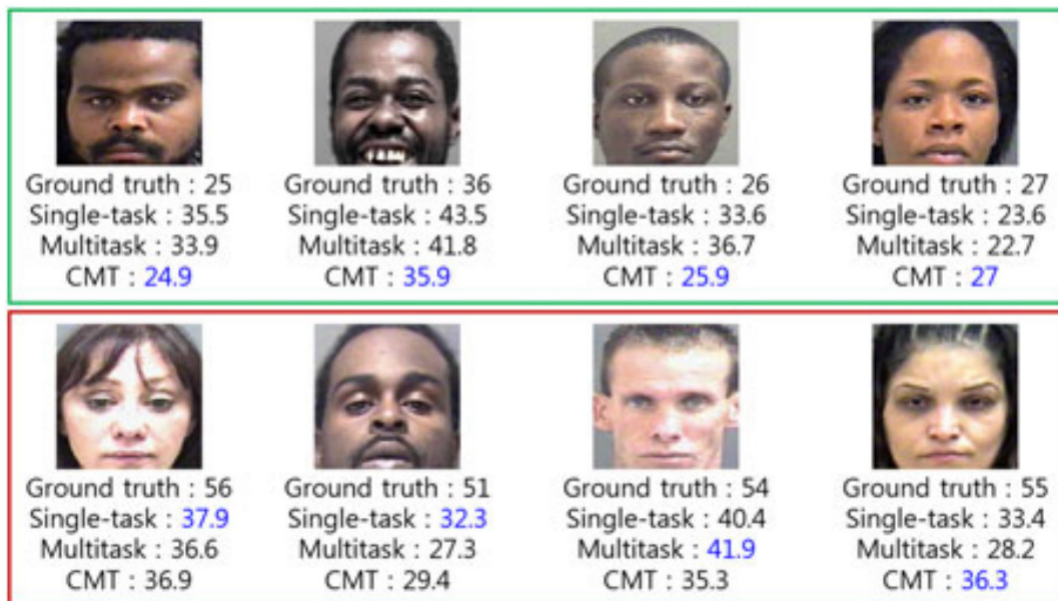 Ground truth : 25
Single-task : 35.5
Multitask : 33.9
CMT : 24.9
Ground truth : 36
Single-task : 43.5
Multitask : 41.8
CMT : 35.9
Ground truth : 26
Single-task : 33.6
Multitask : 36.7
CMT : 25.9
Ground truth : 27
Single-task : 23.6
Multitask : 22.7
CMT : 27
Ground truth : 56
Single-task : 37.9
Multitask : 36.6
CMT : 36.9
Ground truth : 51
Single-task : 32.3
Multitask : 27.3
CMT : 29.4
Ground truth : 54
Single-task : 40.4
Multitask : 41.9
CMT : 35.3
Ground truth : 55
Single-task : 33.4
Multitask : 28.2
CMT : 36.3